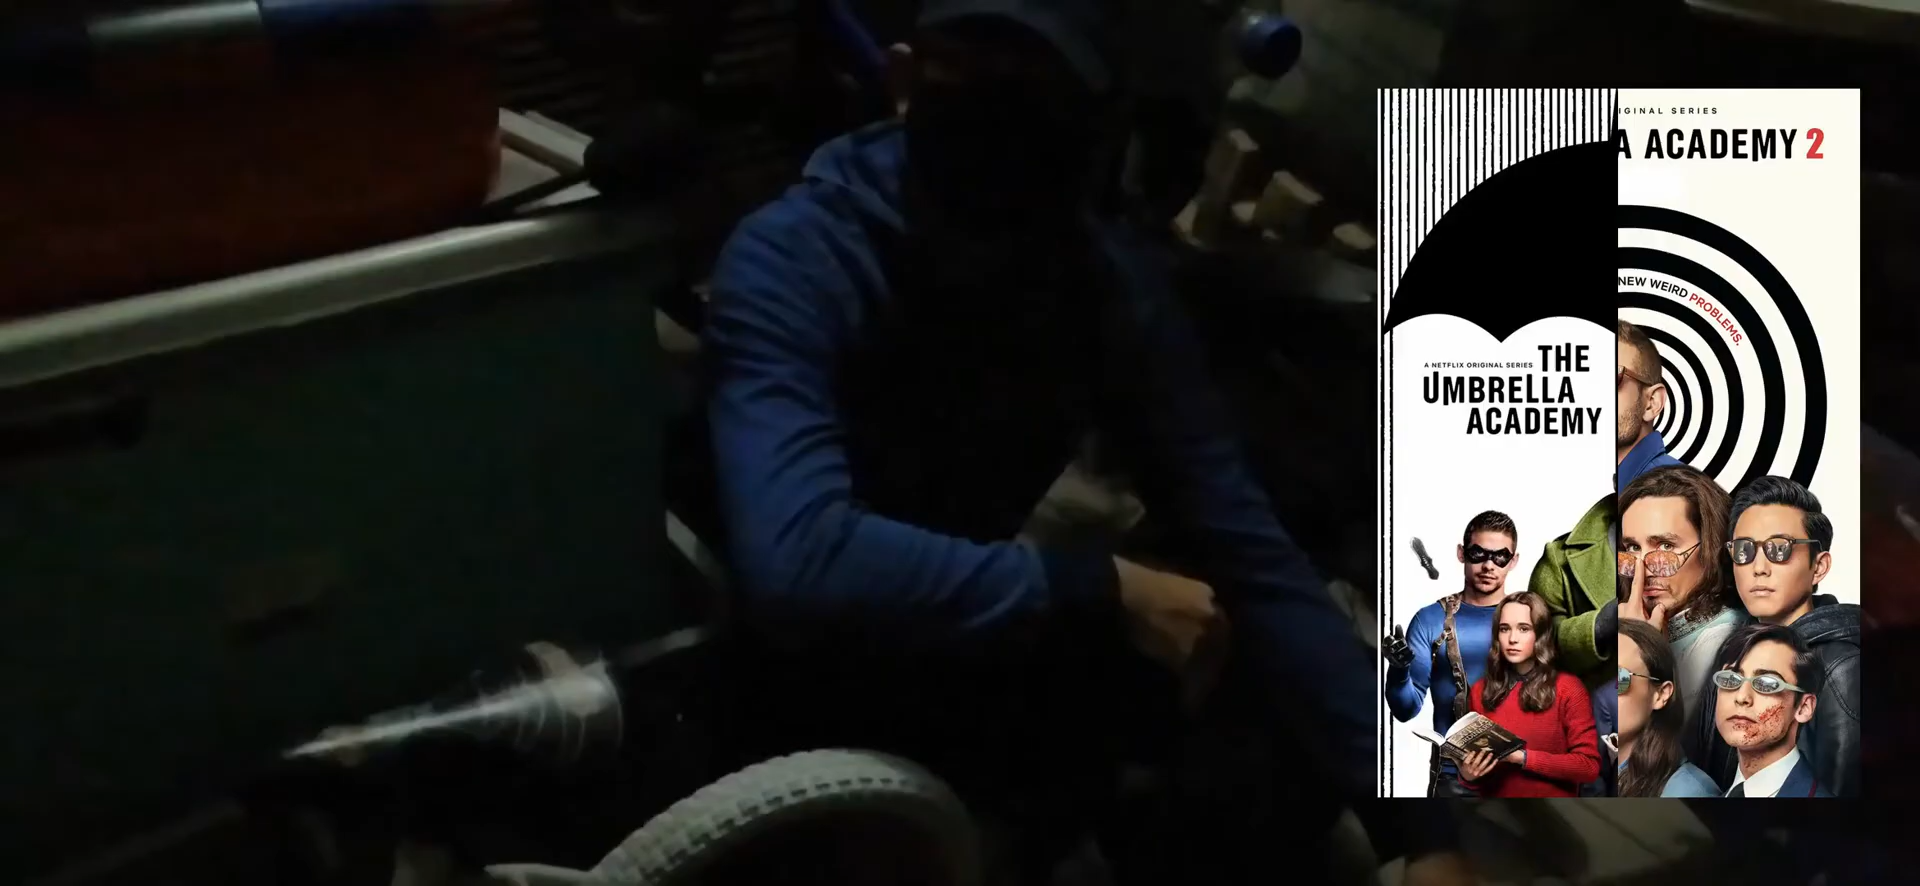 A NETFLIX ORIGINAL SERIES
THE
UMBRELLA
ACADEMY
IGINAL SERIES
A ACADEMY 2
NEW WEIRD PROBLEMS.